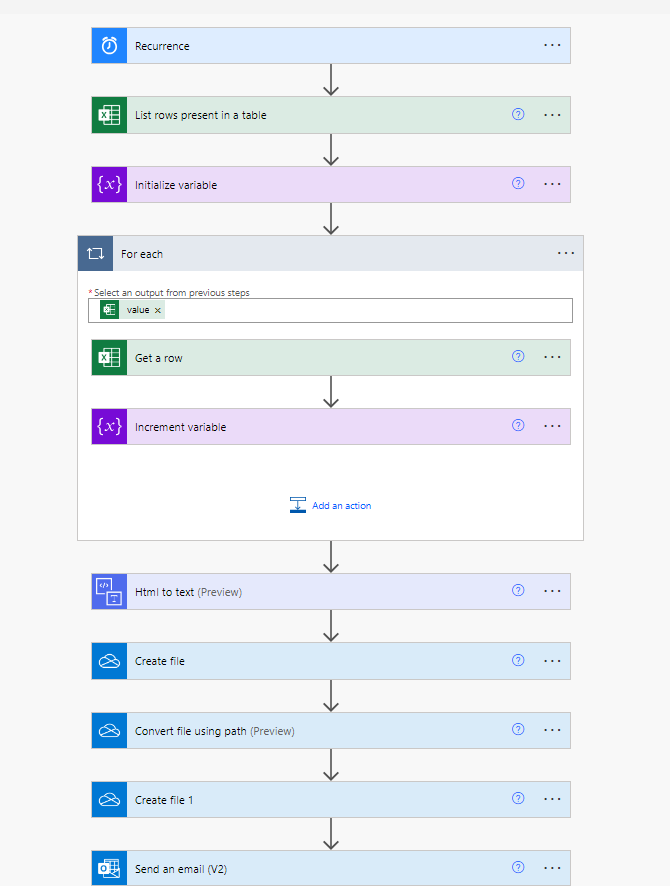 Recurrence
List rows present in a table
Initialize variable
For each
* Select an output from previous steps
value ×
Get a row
Increment variable
Add an action
Html to text (Preview)
Create file
Convert file using path (Preview)
Create file 1
Send an email (V2)